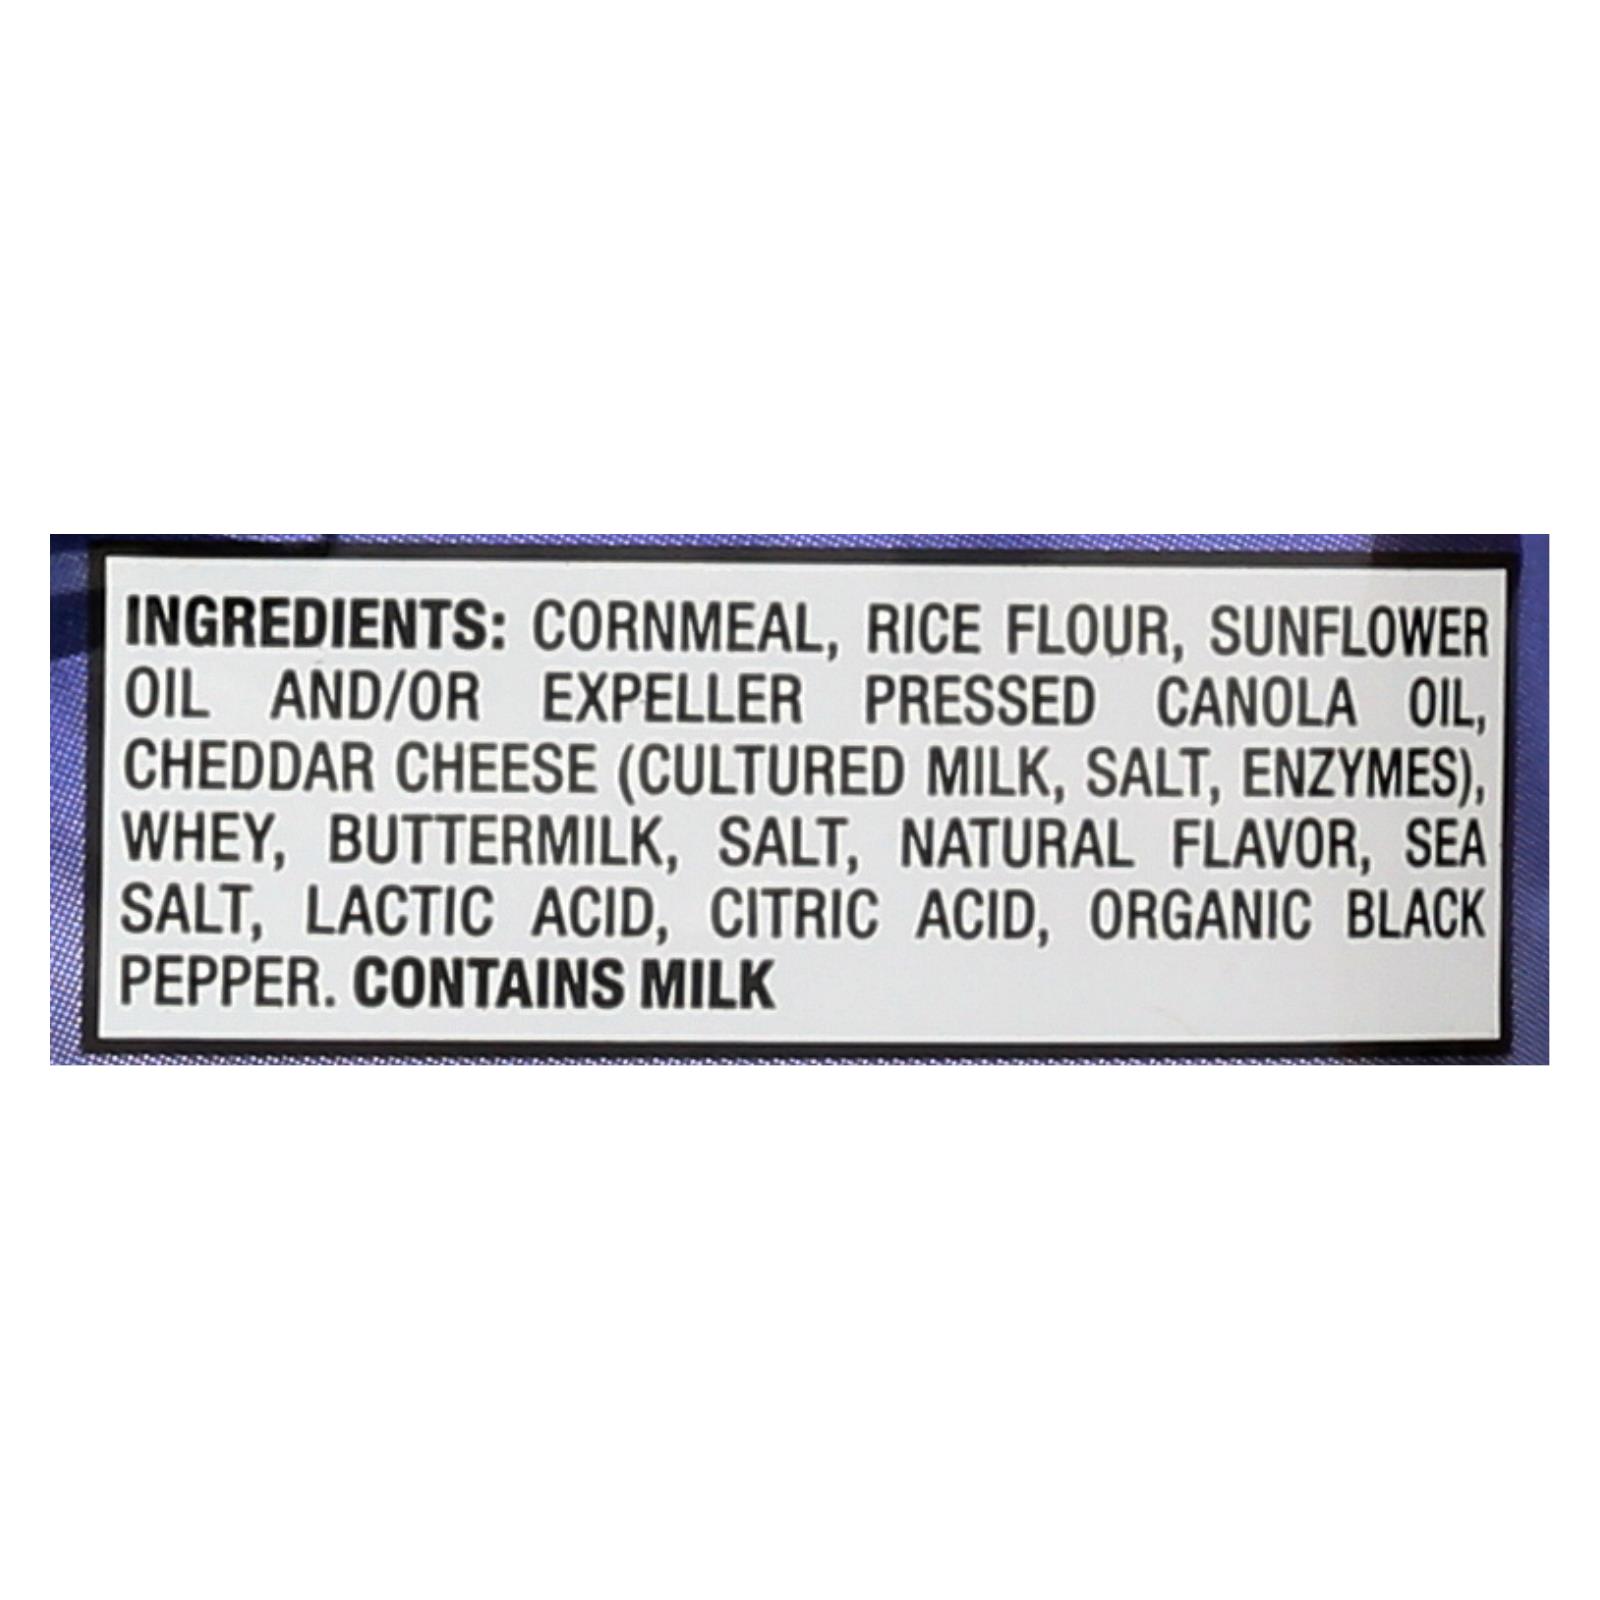 INGREDIENTS: CORNMEAL, RICE FLOUR, SUNFLOWER
OIL AND/OR EXPELLER PRESSED CANOLA OIL,
CHEDDAR CHEESE (CULTURED MILK, SALT, ENZYMES),
WHEY, BUTTERMILK, SALT, NATURAL FLAVOR, SEA
SALT, LACTIC ACID, CITRIC ACID, ORGANIC BLACK
PEPPER. CONTAINS MILK